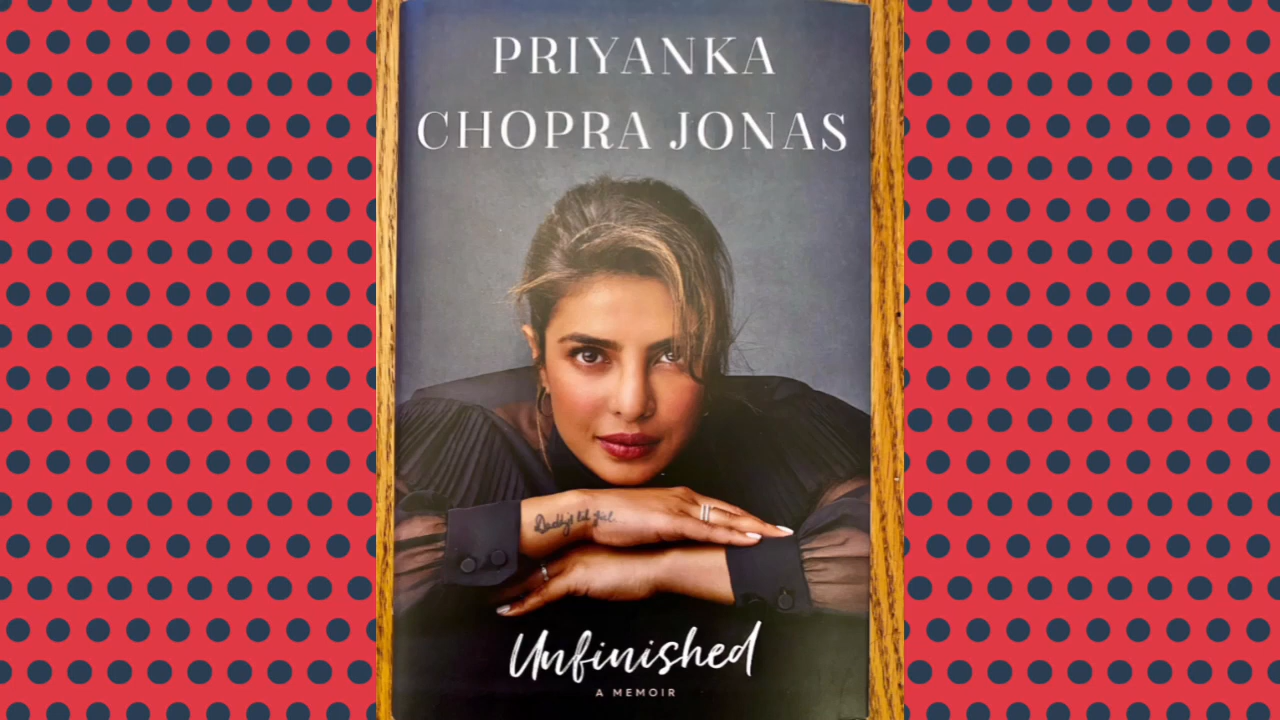 PRIYANKA
CHOPRA JONAS
Daddy's lil girl.
Unfinished
A MEMOIR